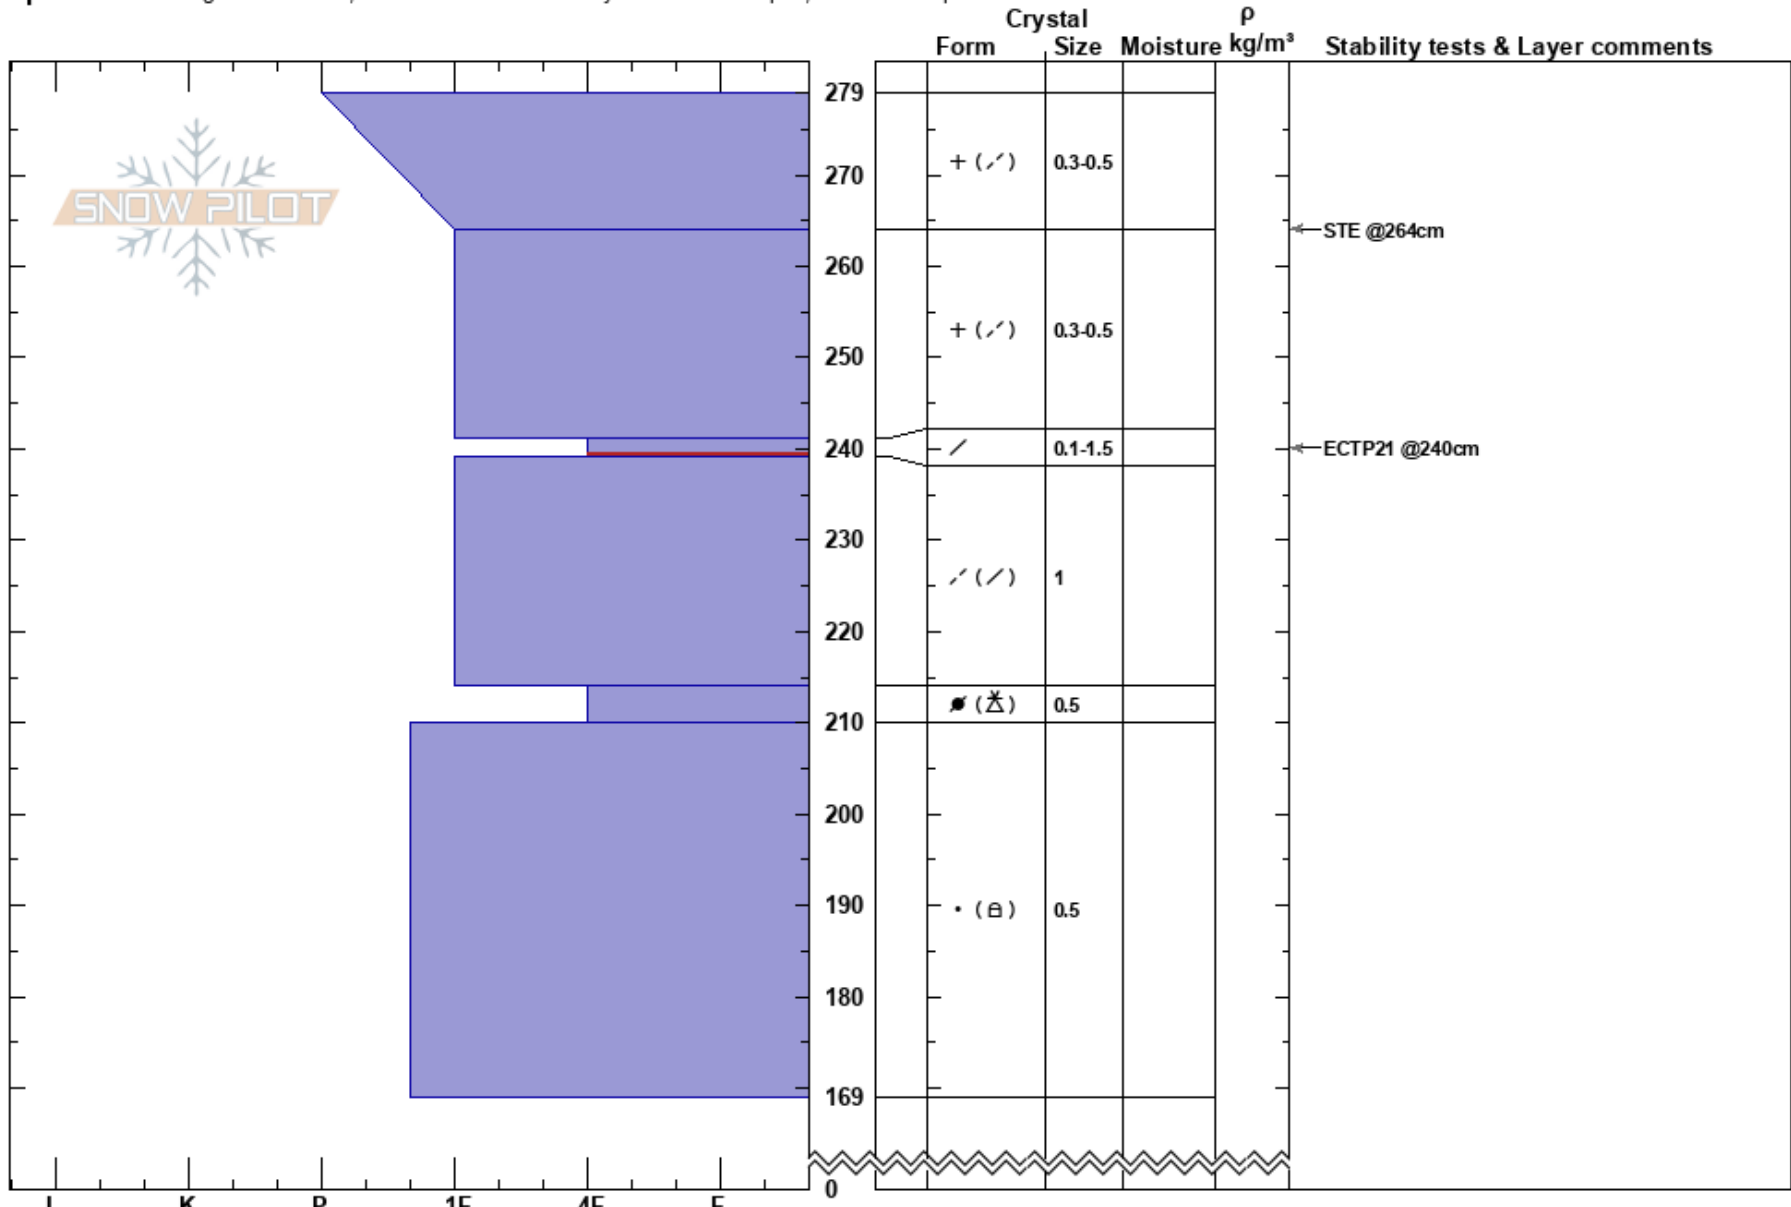 Crystal ρ
Form Size Moisture kg/m³ Stability tests & Layer comments
279
+ (⟋) 0.3-0.5
270
SNOW PILOT
STE @264cm
260
+ (⟋) 0.3-0.5
250
240 / 0.1-1.5 ECTP21 @240cm
230
(/) 1
220
0.5
210
200
190
• 0.5
180
169
0
I K P 1F 4F F